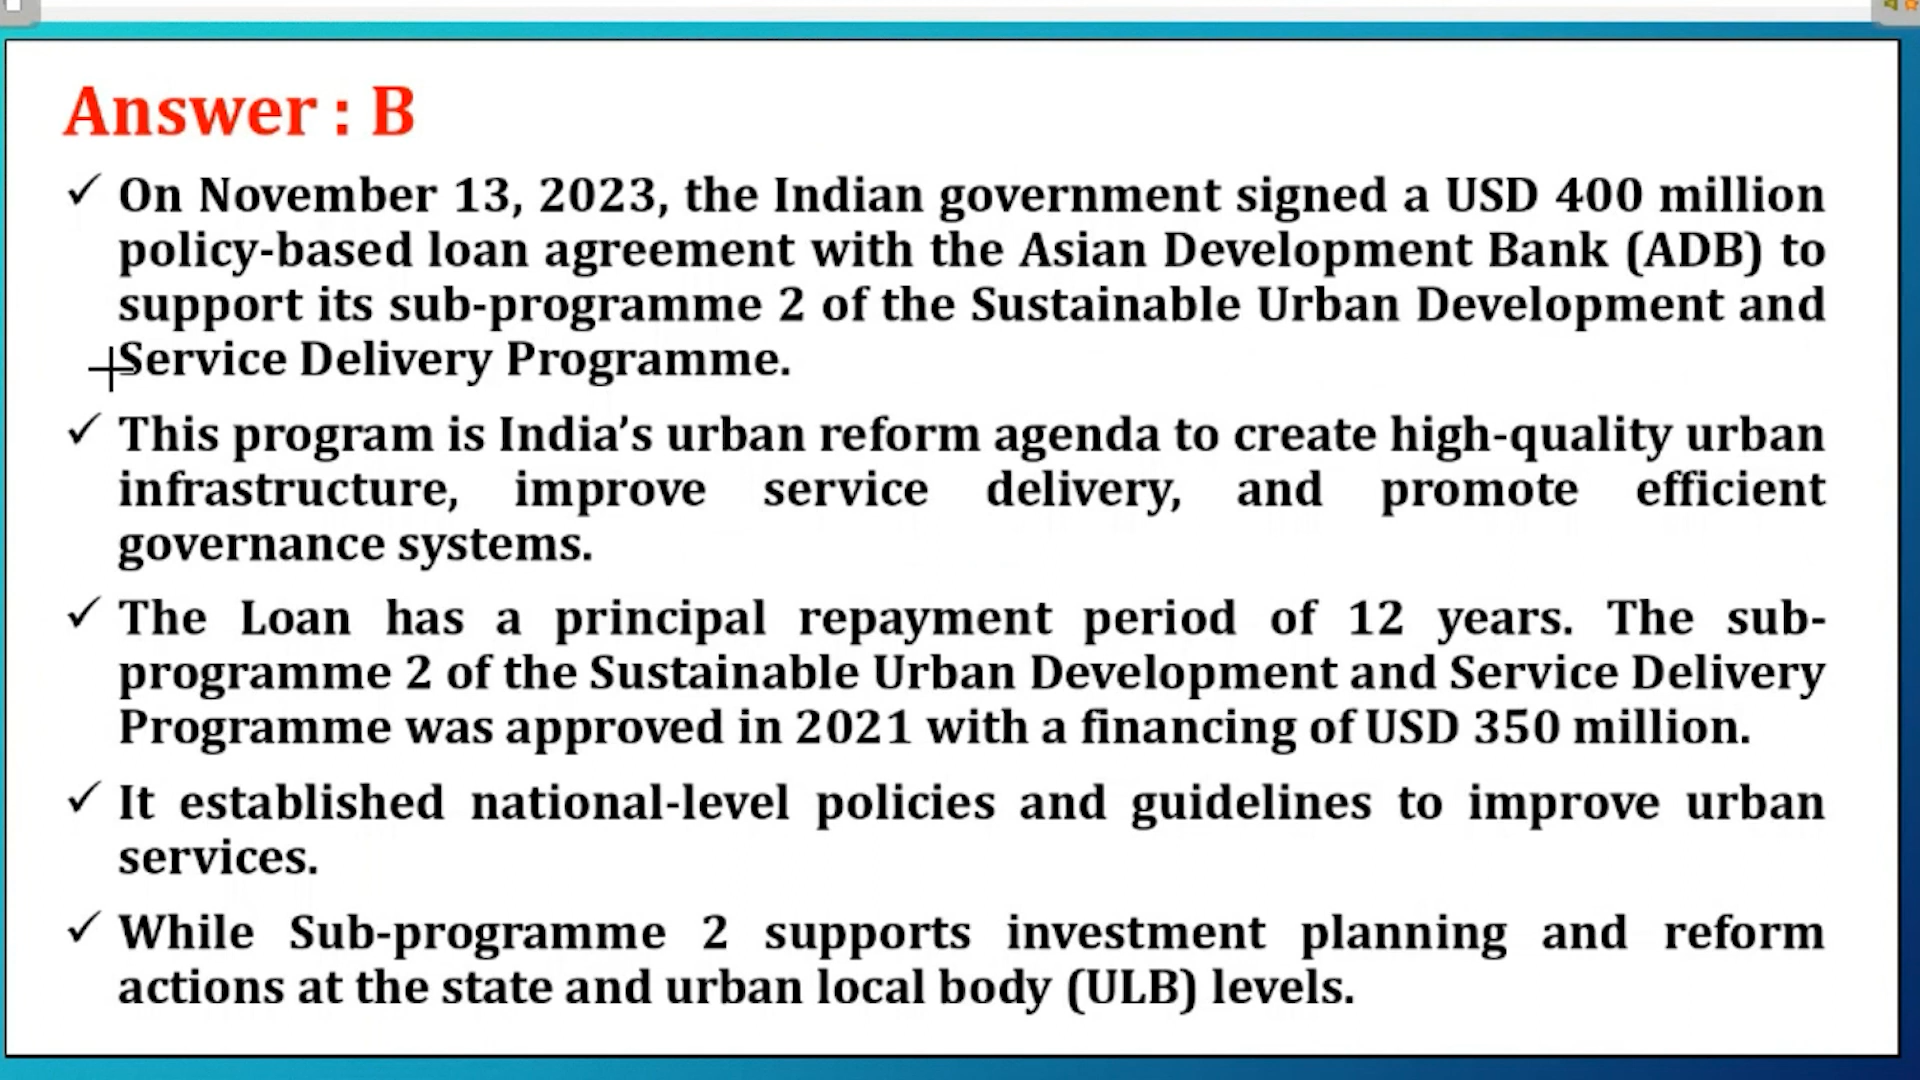 Answer : B
✓ On November 13, 2023, the Indian government signed a USD 400 million
policy-based loan agreement with the Asian Development Bank (ADB) to
support its sub-programme 2 of the Sustainable Urban Development and
Service Delivery Programme.
✓ This program is India’s urban reform agenda to create high-quality urban
infrastructure, improve service delivery, and promote efficient
governance systems.
✓ The Loan has a principal repayment period of 12 years. The sub-
programme 2 of the Sustainable Urban Development and Service Delivery
Programme was approved in 2021 with a financing of USD 350 million.
✓ It established national-level policies and guidelines to improve urban
services.
✓ While Sub-programme 2 supports investment planning and reform
actions at the state and urban local body (ULB) levels.